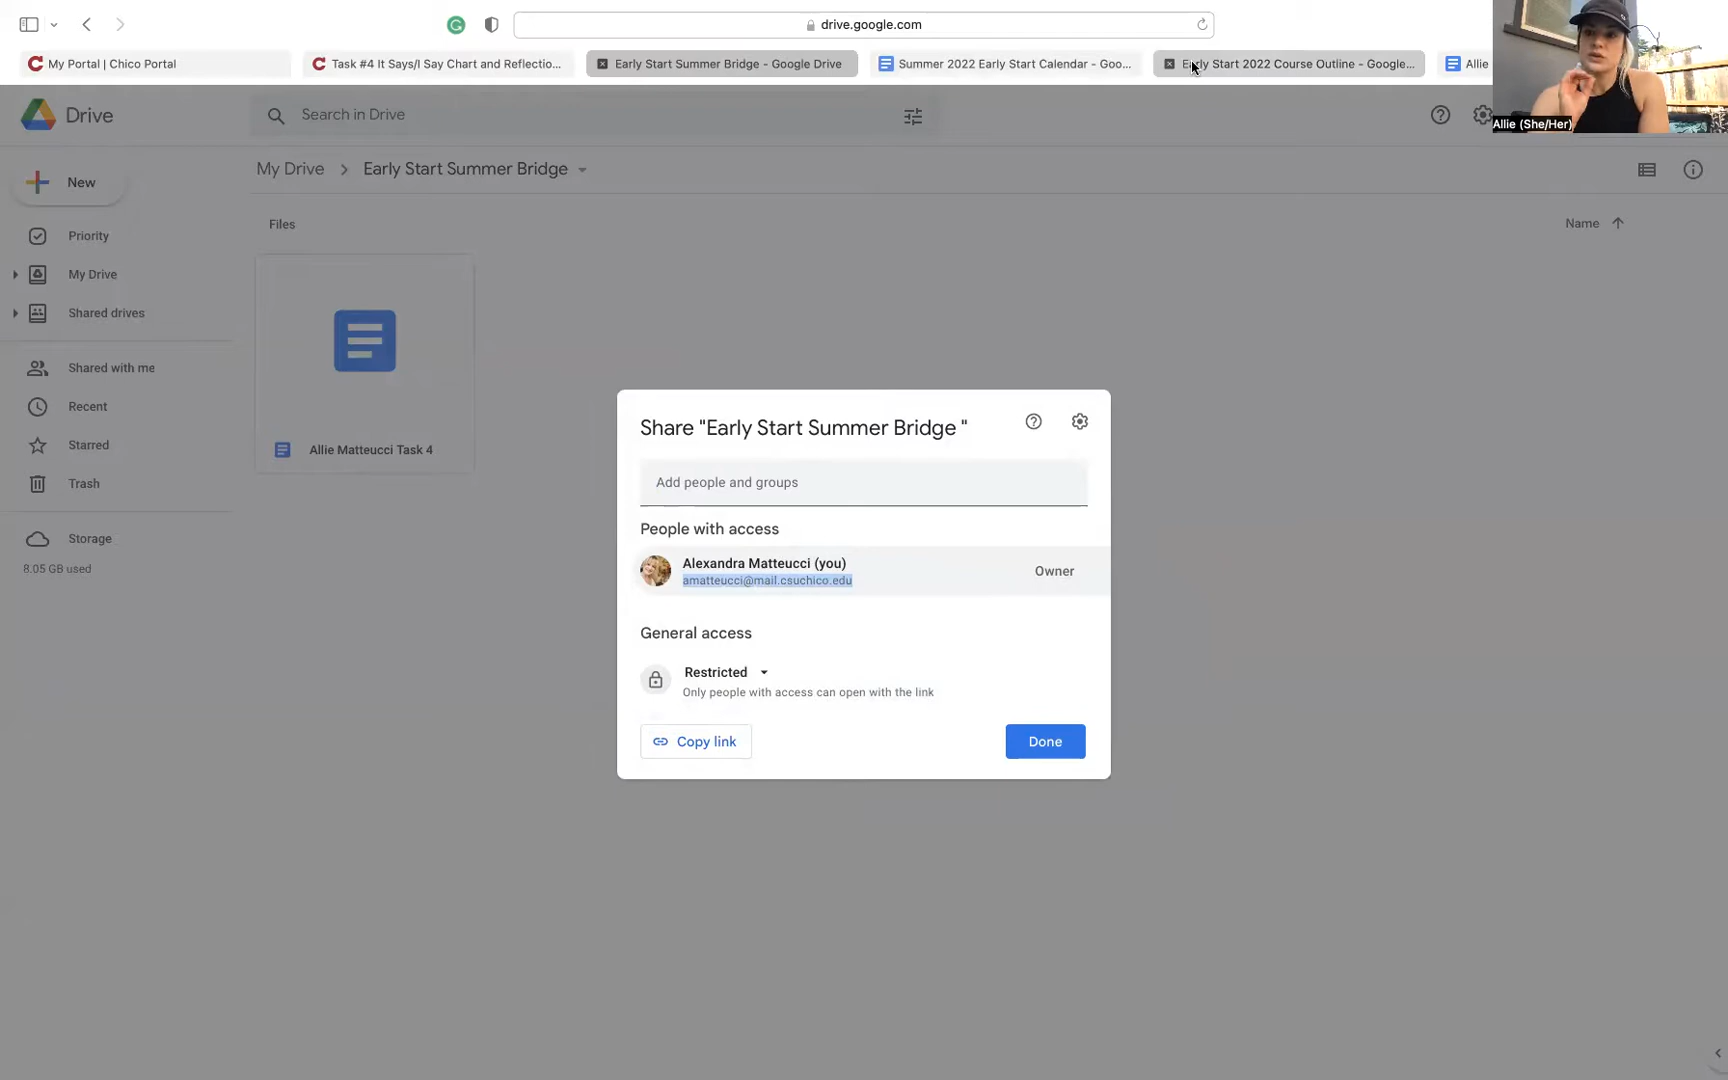 drive.google.com
My Portal | Chico Portal
Task #4 It Says/I Say Chart and Reflectio...
Early Start Summer Bridge - Google Drive
Summer 2022 Early Start Calendar - Goo...
Early Start 2022 Course Outline - Google...
Allie
Allie (She/Her)
Drive
Search in Drive
New
My Drive
Early Start Summer Bridge
Files
Name
Priority
My Drive
Shared drives
Shared with me
Recent
Starred
Trash
Storage
8.05 GB used
Allie Matteucci Task 4
Share "Early Start Summer Bridge "
Add people and groups
People with access
Alexandra Matteucci (you)
amatteucci@mail.csuchico.edu
Owner
General access
Restricted
Only people with access can open with the link
Copy link
Done